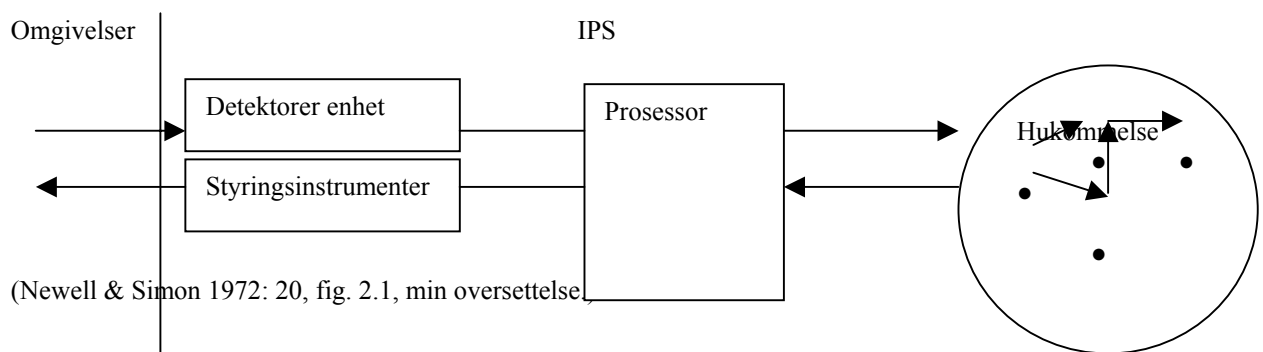 Omgivelser
IPS
Detektorer enhet
Prosessor
Hukommelse
Styringsinstrumenter
(Newell & Simon 1972: 20, fig. 2.1, min oversettelse.)